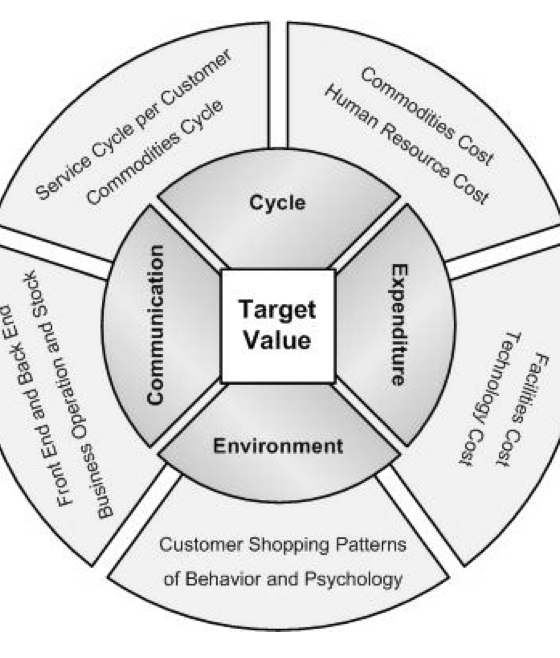 Service Cycle per Customer
Commodities Cycle
Commodities Cost
Human Resource Cost
Cycle
Communication
Target
Value
Expenditure
Environment
Front End and Back End
Business Operation and Stock
Facilities Cost
Technology Cost
Customer Shopping Patterns
of Behavior and Psychology